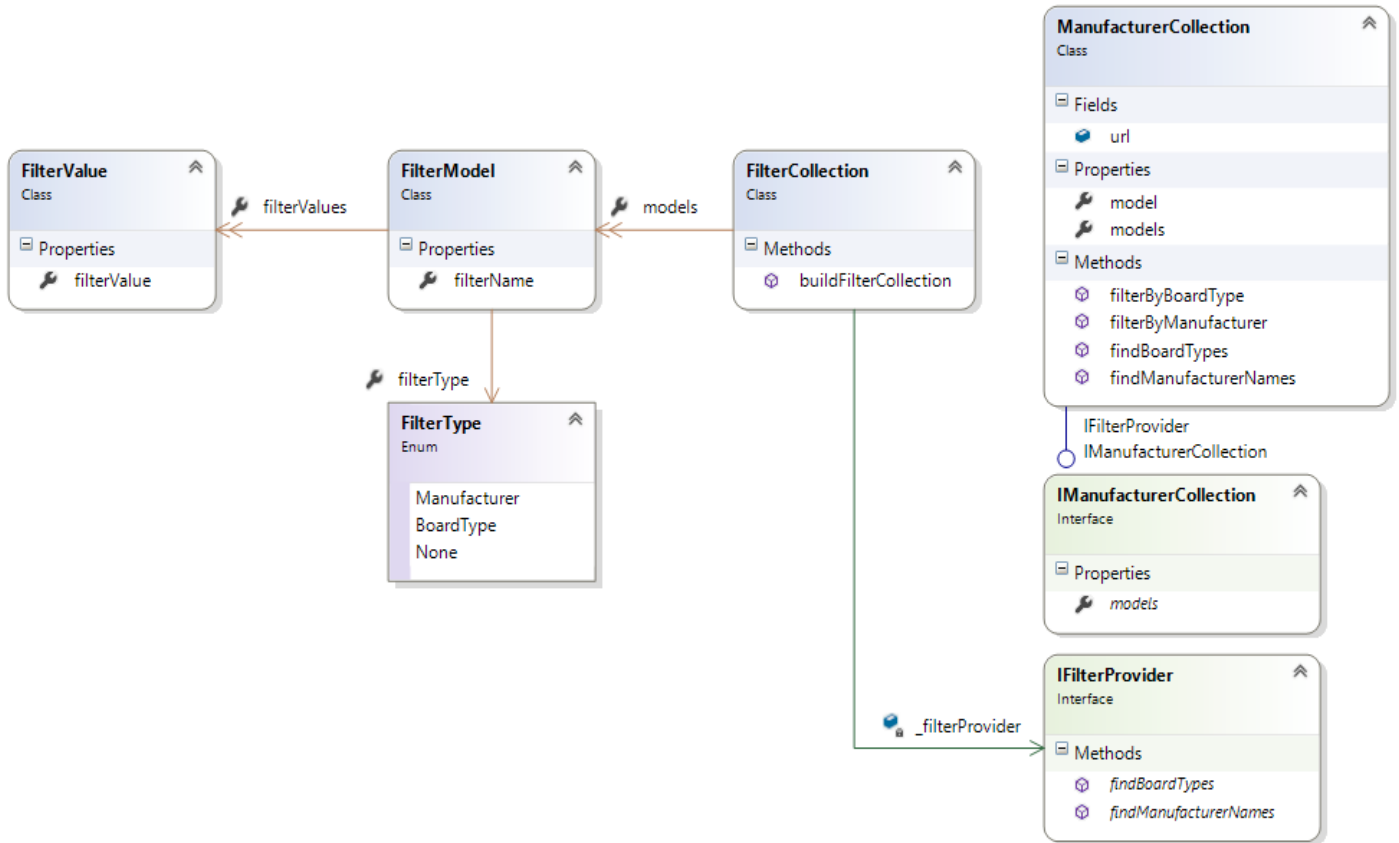 ManufacturerCollection
Class
Fields
url
Properties
model
models
Methods
filterByBoardType
filterByManufacturer
findBoardTypes
findManufacturerNames
IFilterProvider
IManufacturerCollection
FilterValue
Class
Properties
filterValue
filterValues
FilterModel
Class
Properties
filterName
models
FilterCollection
Class
Methods
buildFilterCollection
filterType
FilterType
Enum
Manufacturer
BoardType
None
IManufacturerCollection
Interface
Properties
models
_filterProvider
IFilterProvider
Interface
Methods
findBoardTypes
findManufacturerNames